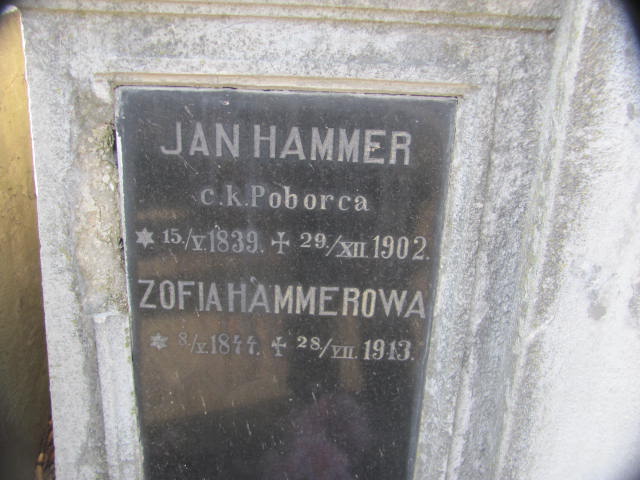 JAN HAMMER
c.k. Poborca
* 15./V. 1839. + 29./XII. 1902.
ZOFIA HAMMEROWA
* 8./V. 1844. + 28./VII. 1913.